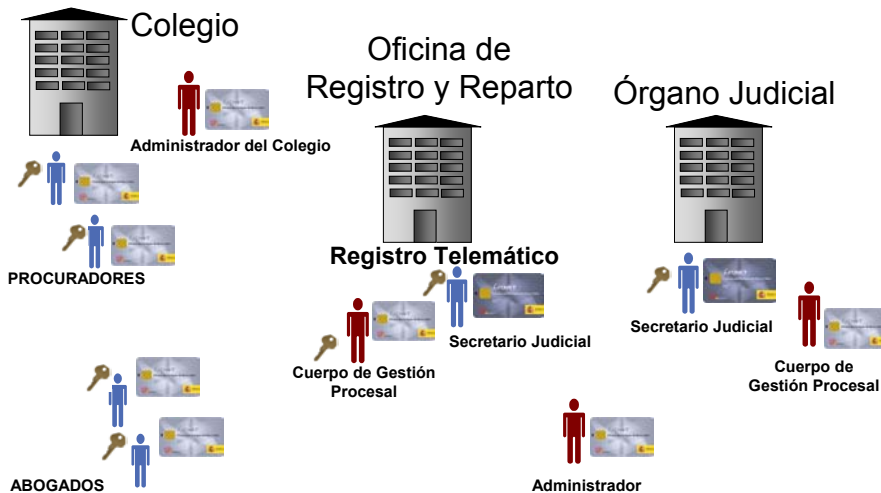 Colegio
Administrador del Colegio
PROCURADORES
ABOGADOS
Oficina de
Registro y Reparto
Registro Telemático
Secretario Judicial
Cuerpo de Gestión
Procesal
Administrador
Órgano Judicial
Secretario Judicial
Cuerpo de
Gestión Procesal